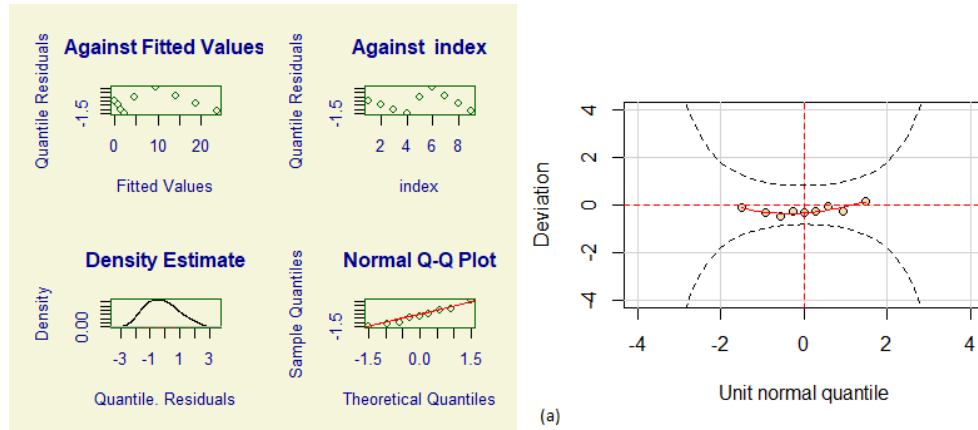 Against Fitted Values
Quantile Residuals
-1.5
0 10 20
Fitted Values
Against index
Quantile Residuals
-1.5
2 4 6 8
index
Density Estimate
Density
0.00
-3 -1 1 3
Quantile. Residuals
Normal Q-Q Plot
Sample Quantiles
-1.5
-1.5 0.0 1.5
Theoretical Quantiles
Deviation
4
2
0
-2
-4
-4 -2 0 2 4
Unit normal quantile
(a)